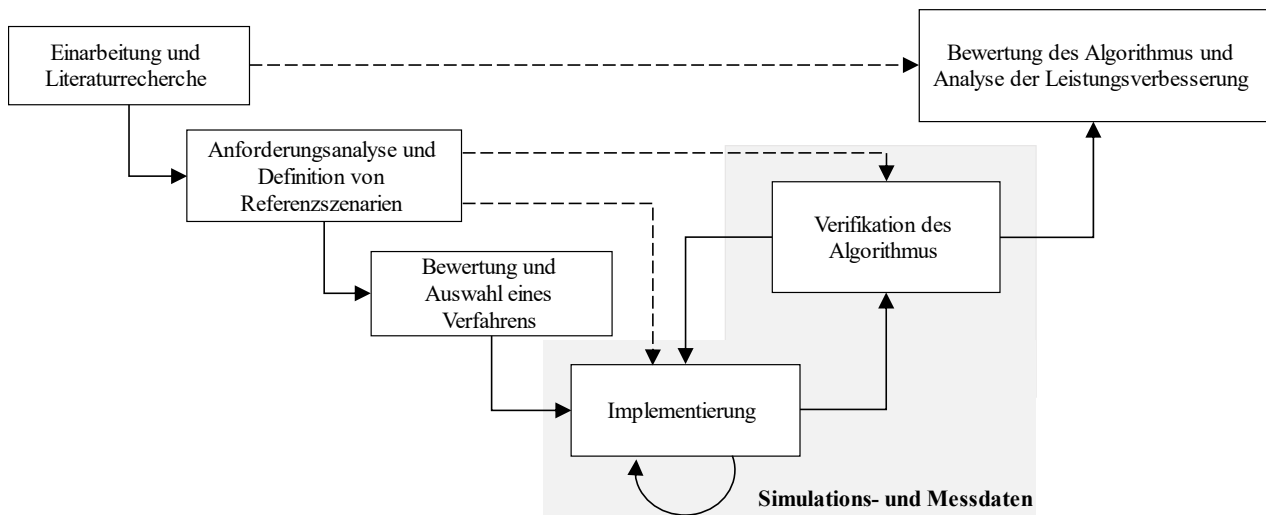 Einarbeitung und
Literaturrecherche
Bewertung des Algorithmus und
Analyse der Leistungsverbesserung
Anforderungsanalyse und
Definition von
Referenzszenarien
Verifikation des
Algorithmus
Bewertung und
Auswahl eines
Verfahrens
Implementierung
Simulations- und Messdaten